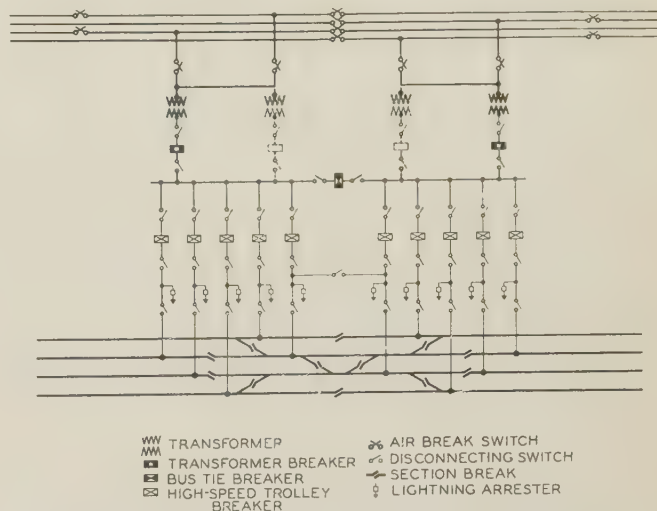 TRANSFORMER
TRANSFORMER BREAKER
BUS TIE BREAKER
HIGH-SPEED TROLLEY
BREAKER
AIR BREAK SWITCH
DISCONNECTING SWITCH
SECTION BREAK
LIGHTNING ARRESTER